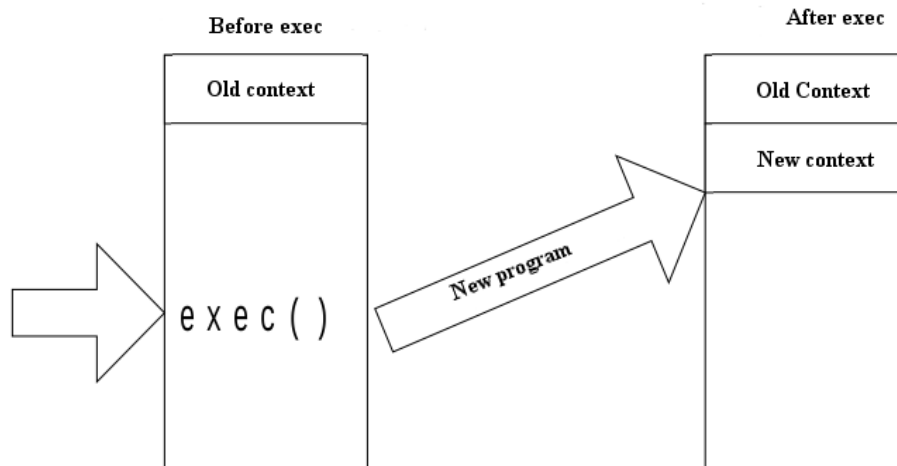 Before exec
After exec
Old context
Old Context
New context
New program
exec()